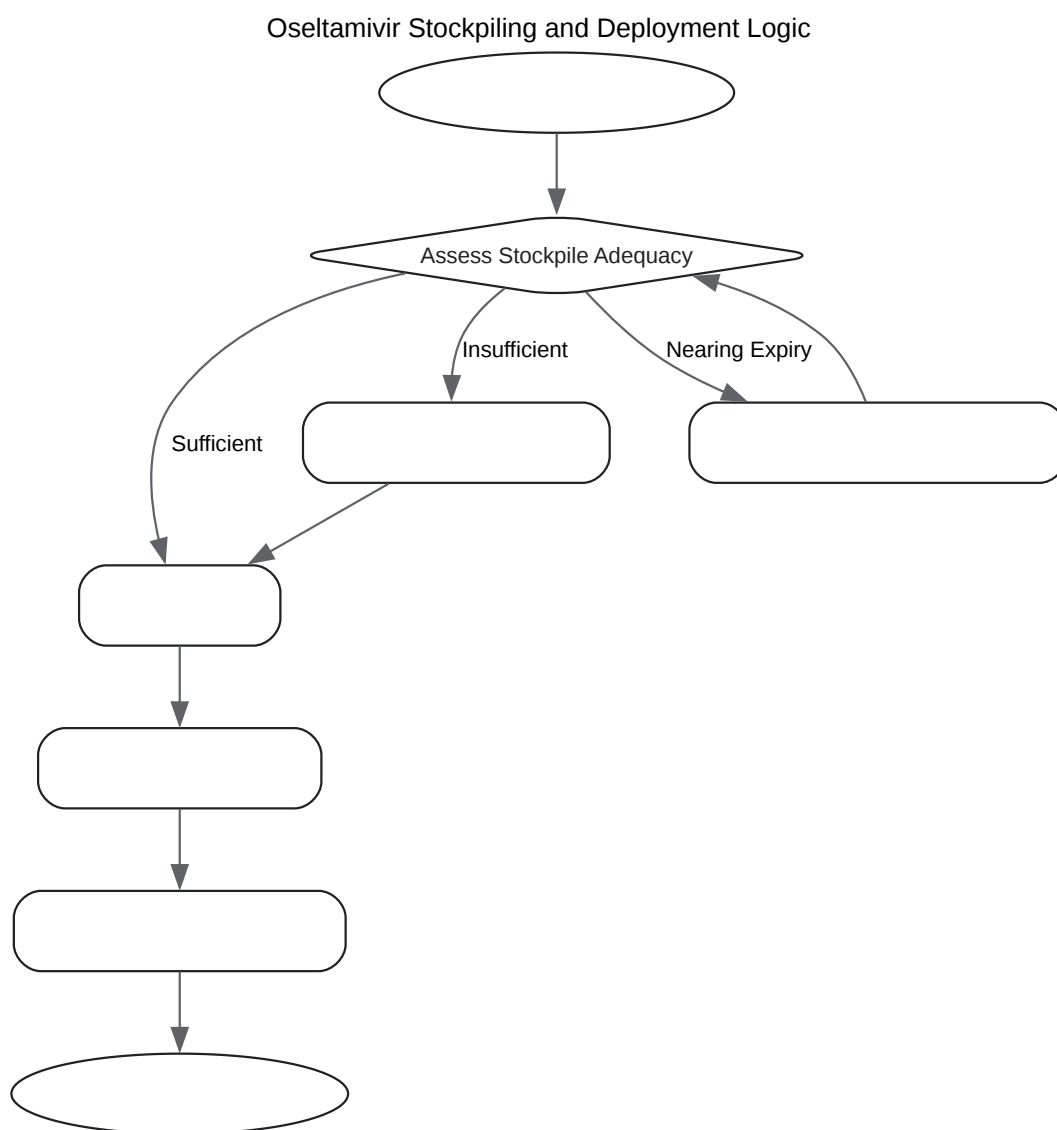 Oseltamivir Stockpiling and Deployment Logic
Assess Stockpile Adequacy
Insufficient
Nearing Expiry
Sufficient